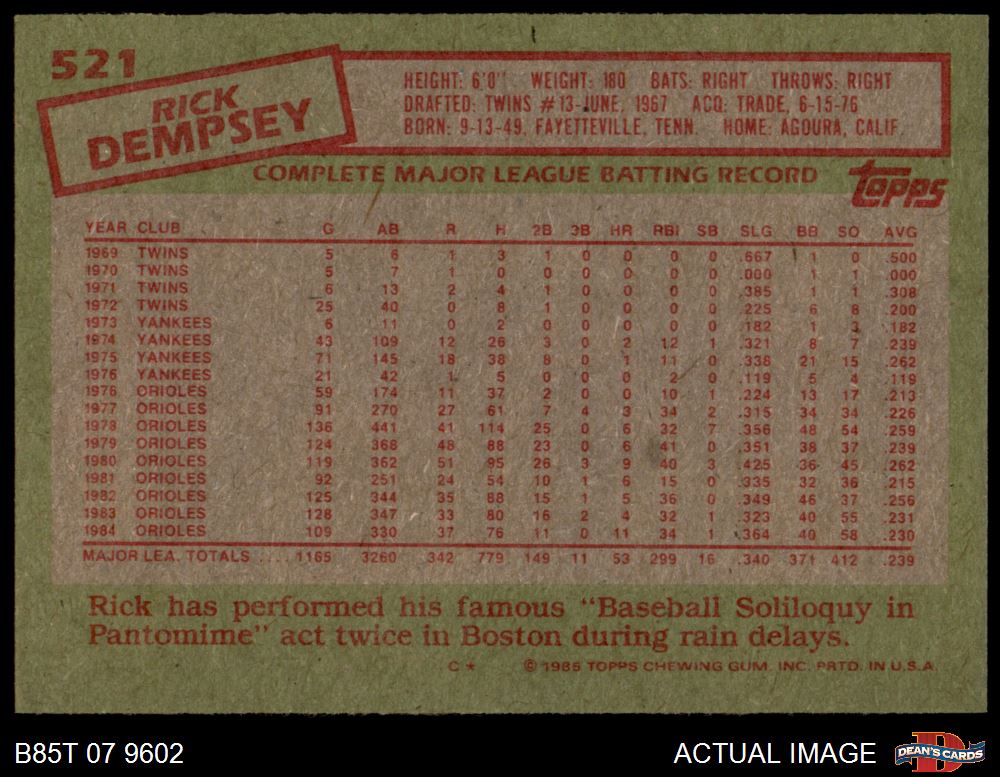 521
RICK
DEMPSEY
HEIGHT: 6'0" WEIGHT: 180 BATS: RIGHT THROWS: RIGHT
DRAFTED: TWINS #13-JUNE, 1967 ACQ: TRADE, 6-15-76
BORN: 9-13-49, FAYETTEVILLE, TENN. HOME: AGOURA, CALIF.
COMPLETE MAJOR LEAGUE BATTING RECORD
topps
YEAR CLUB G AB R H 2B 3B HR RBI SB SLG BB SO AVG
1969 TWINS 5 6 1 3 1 0 0 0 0 .667 1 0 .500
1970 TWINS 5 7 1 0 0 0 0 0 0 .000 1 1 .000
1971 TWINS 6 13 2 4 1 0 0 0 0 .385 1 1 .308
1972 TWINS 25 40 0 8 1 0 0 0 0 .225 6 8 .200
1973 YANKEES 6 11 0 2 0 0 0 0 0 .182 1 3 .182
1974 YANKEES 43 109 12 26 3 0 2 12 1 .321 8 7 .239
1975 YANKEES 71 145 18 38 8 0 1 11 0 .338 21 15 .262
1976 YANKEES 21 42 1 5 0 0 0 2 0 .119 5 4 .119
1976 ORIOLES 59 174 11 37 2 0 0 10 1 .224 13 17 .213
1977 ORIOLES 91 270 27 61 7 4 3 34 2 .315 34 34 .226
1978 ORIOLES 136 441 41 114 25 0 6 32 7 .356 48 54 .259
1979 ORIOLES 124 368 48 88 23 0 6 41 0 .351 38 37 .239
1980 ORIOLES 119 362 51 95 26 3 9 40 3 .425 36 45 .262
1981 ORIOLES 92 251 24 54 10 1 6 15 0 .335 32 36 .215
1982 ORIOLES 125 344 35 88 15 1 5 36 0 .349 46 37 .256
1983 ORIOLES 128 347 33 80 16 2 4 32 1 .323 40 55 .231
1984 ORIOLES 109 330 37 76 11 0 11 34 1 .364 40 58 .230
MAJOR LEA. TOTALS .... 1165 3260 342 779 149 11 53 299 16 .340 371 412 .239
Rick has performed his famous "Baseball Soliloquy in
Pantomime" act twice in Boston during rain delays.
C * © 1985 TOPPS CHEWING GUM, INC. PRTD. IN U.S.A.
B85T 07 9602
ACTUAL IMAGE
DEAN'S CARDS